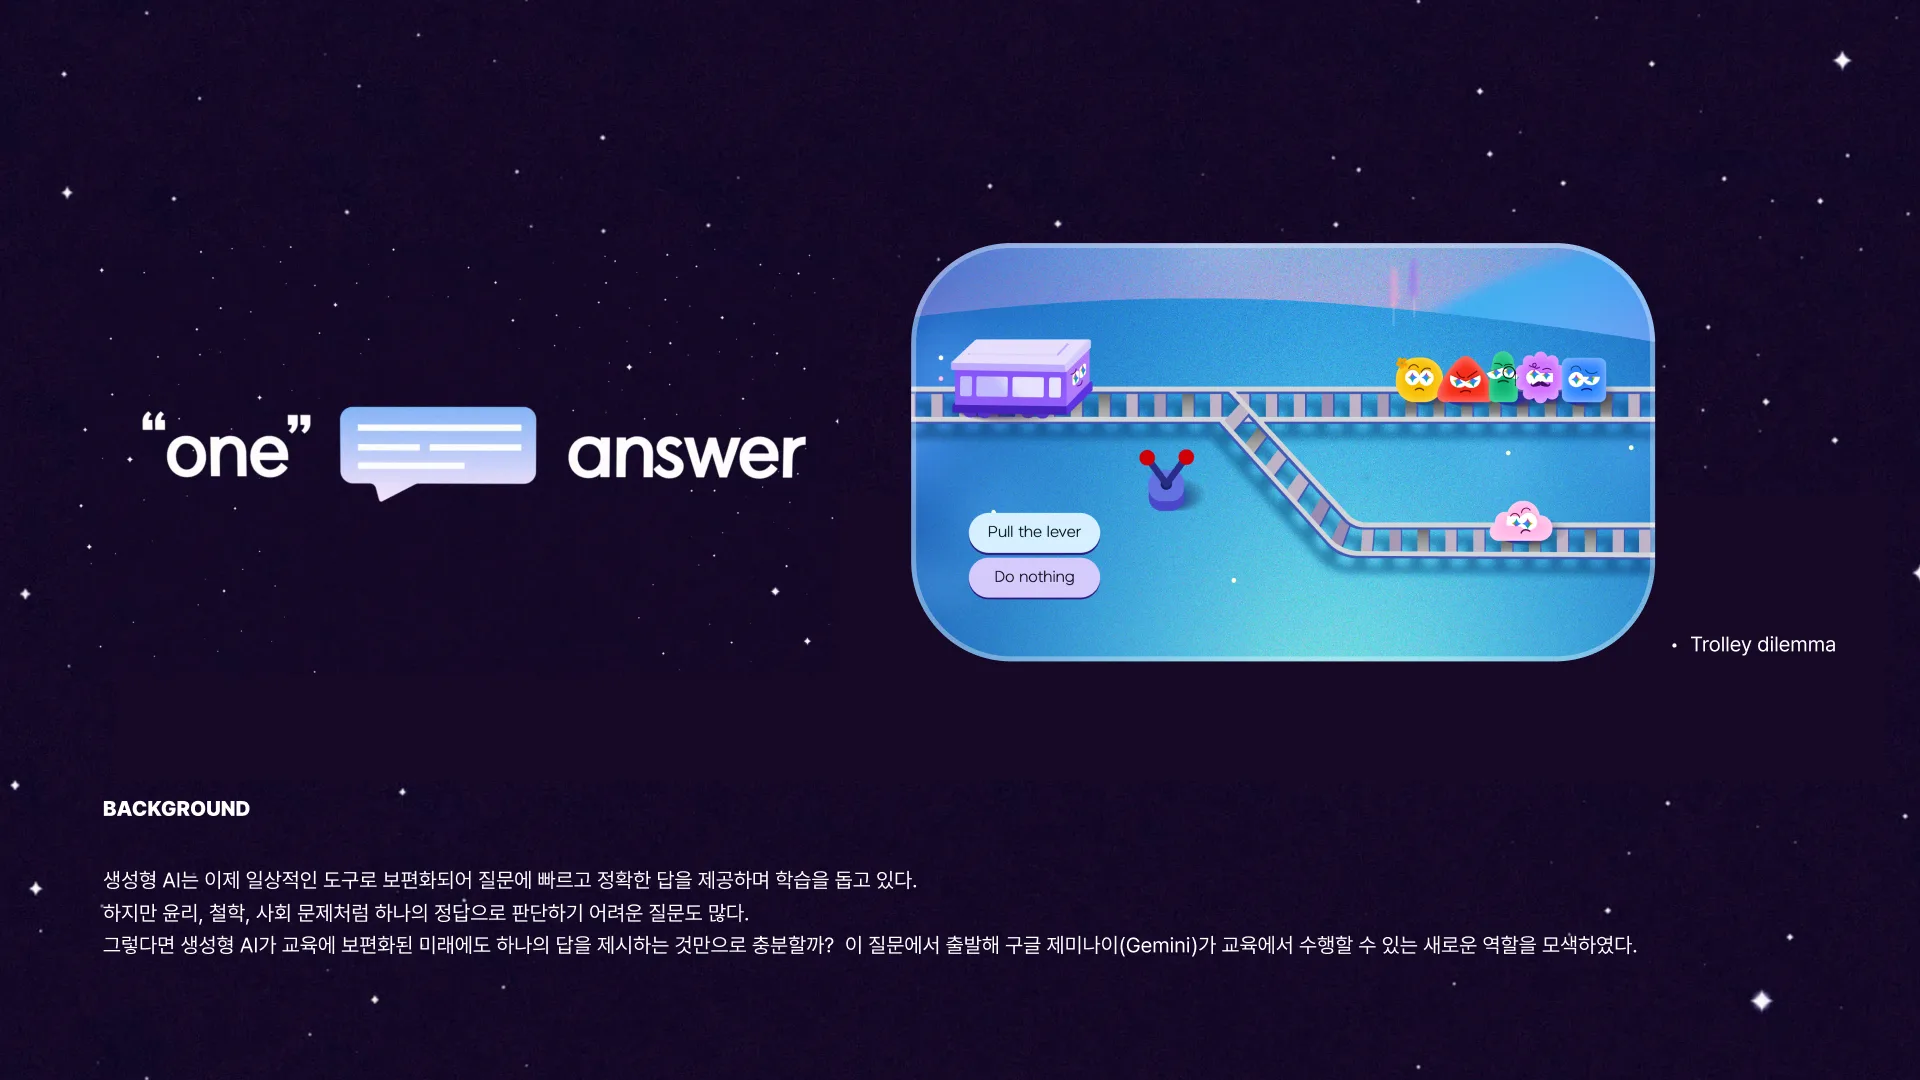 “one” answer
Pull the lever
Do nothing
• Trolley dilemma
BACKGROUND
생성형 AI는 이제 일상적인 도구로 보편화되어 질문에 빠르고 정확한 답을 제공하며 학습을 돕고 있다.
하지만 윤리, 철학, 사회 문제처럼 하나의 정답으로 판단하기 어려운 질문도 많다.
그렇다면 생성형 AI가 교육에 보편화된 미래에도 하나의 답을 제시하는 것만으로 충분할까? 이 질문에서 출발해 구글 제미나이(Gemini)가 교육에서 수행할 수 있는 새로운 역할을 모색하였다.